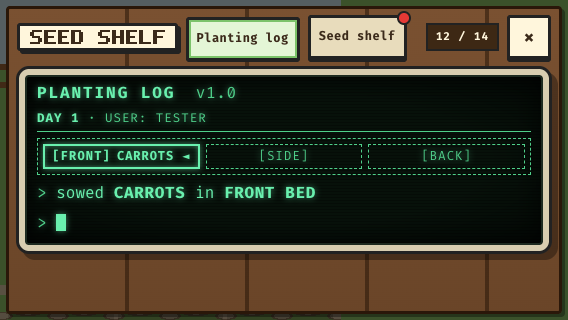 SEED SHELF
Planting log
Seed shelf
12 / 14
×
PLANTING LOG v1.0
DAY 1 · USER: TESTER
[FRONT] CARROTS ◄ [SIDE] [BACK]
> sowed CARROTS in FRONT BED
>